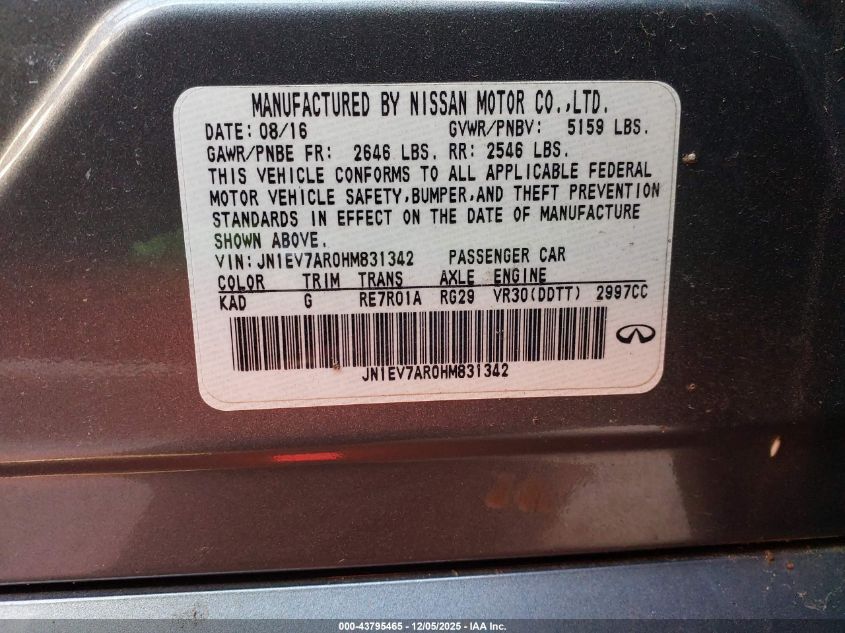 MANUFACTURED BY NISSAN MOTOR CO.,LTD.
DATE: 08/16 GVWR/PNBV: 5159 LBS.
GAWR/PNBE FR: 2646 LBS. RR: 2546 LBS.
THIS VEHICLE CONFORMS TO ALL APPLICABLE FEDERAL
MOTOR VEHICLE SAFETY,BUMPER,AND THEFT PREVENTION
STANDARDS IN EFFECT ON THE DATE OF MANUFACTURE
SHOWN ABOVE.
VIN: JN1EV7AR0HM831342 PASSENGER CAR
COLOR TRIM TRANS AXLE ENGINE
KAD G RE7R01A RG29 VR30(DDTT) 2997CC
JN1EV7AR0HM831342
000-43795465 - 12/05/2025 - IAA Inc.